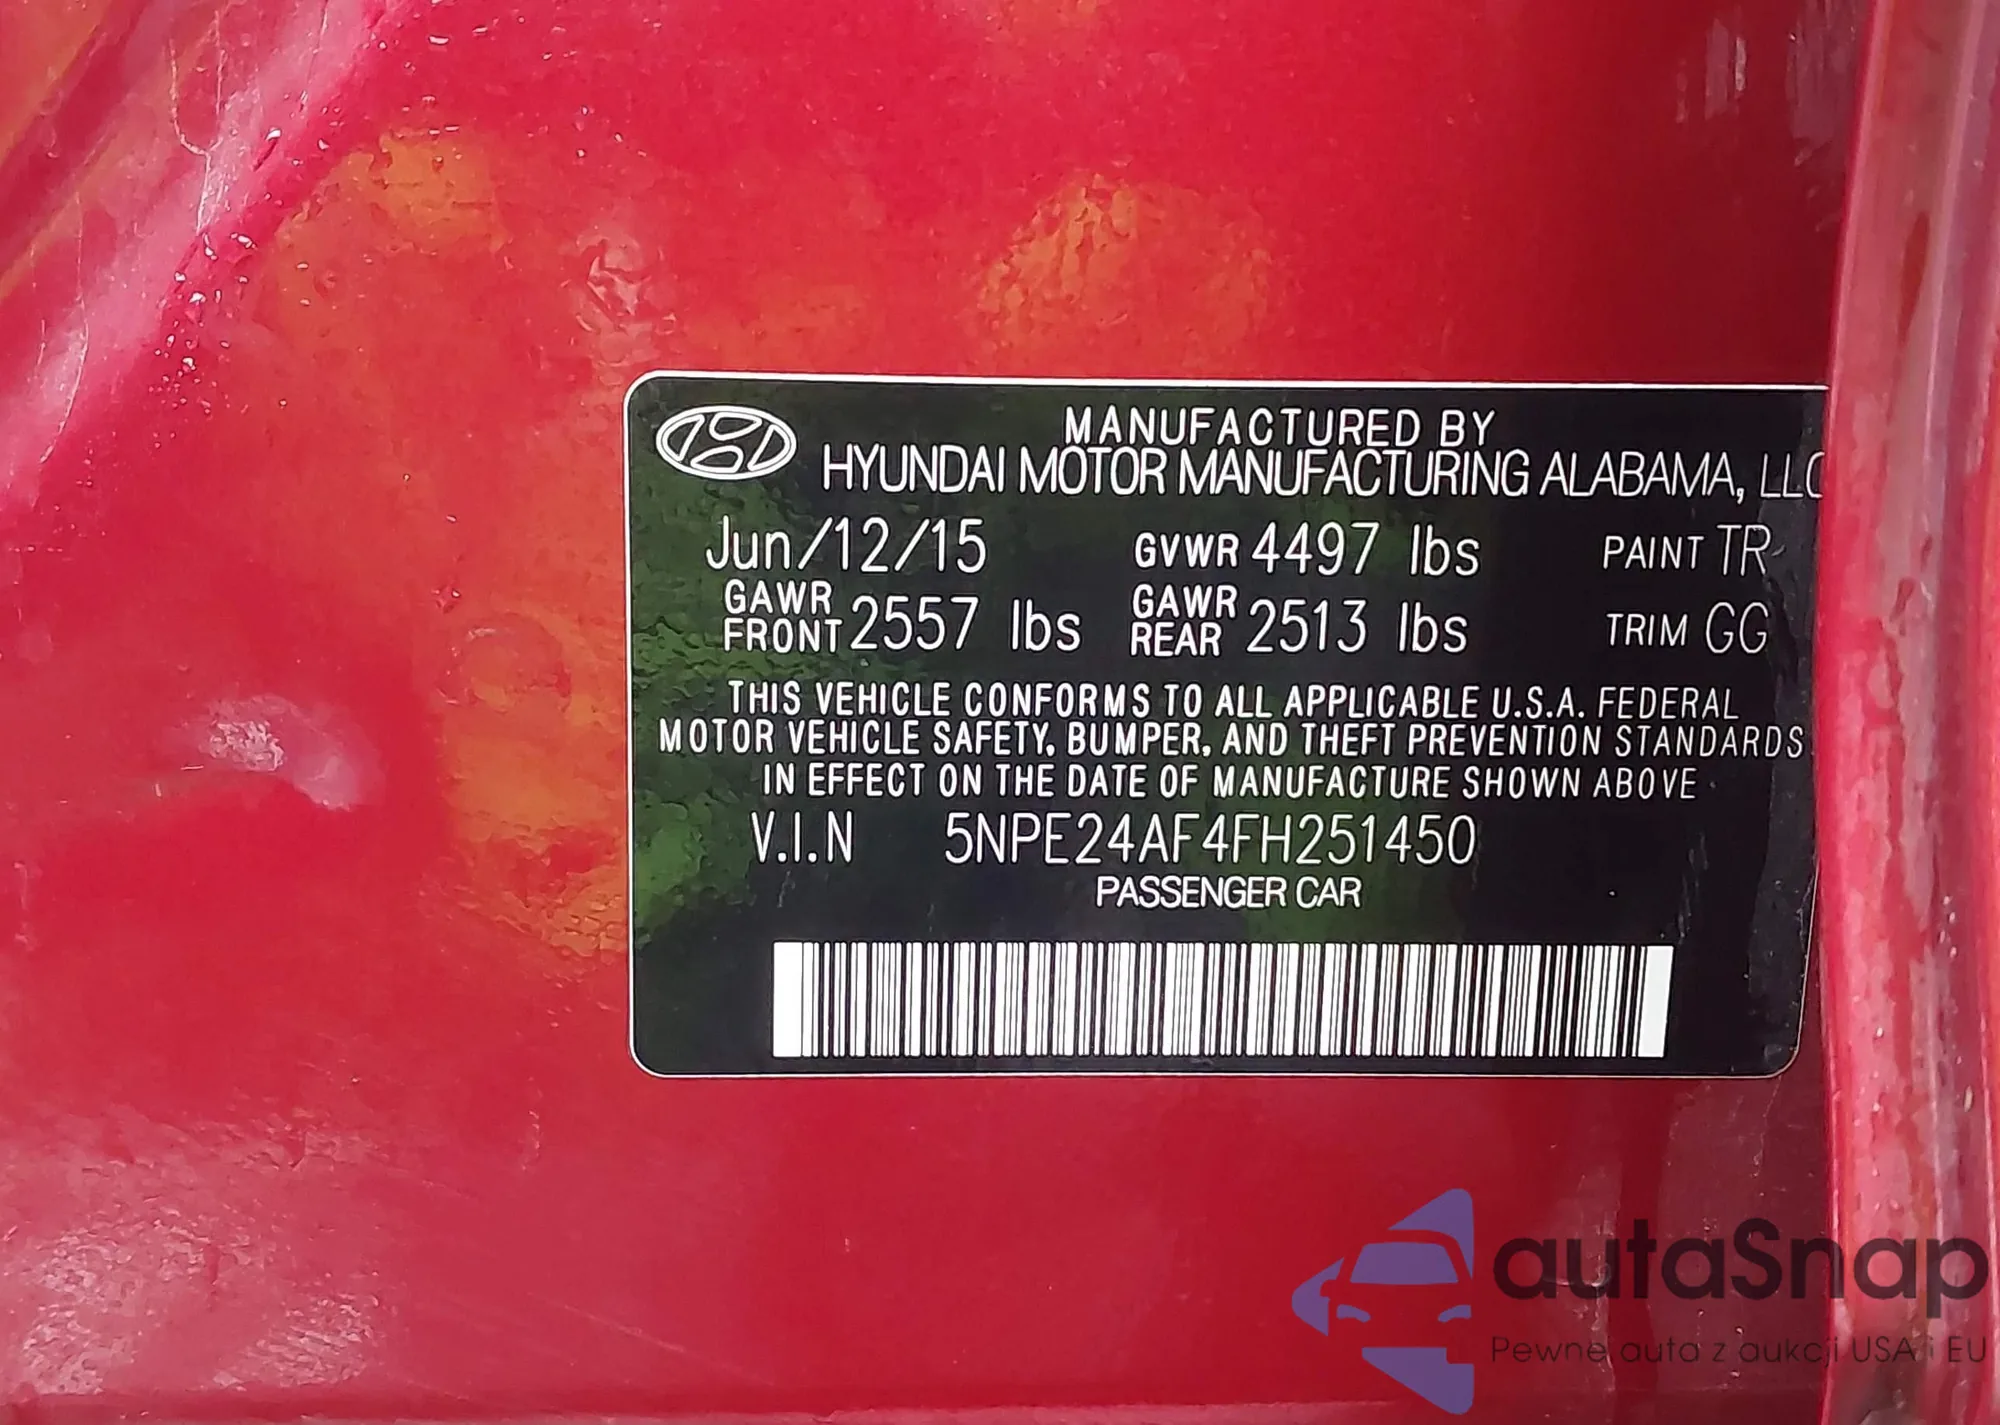 MANUFACTURED BY
HYUNDAI MOTOR MANUFACTURING ALABAMA, LLC
Jun/12/15 GVWR 4497 lbs PAINT TR
GAWR FRONT 2557 lbs GAWR REAR 2513 lbs TRIM GG
THIS VEHICLE CONFORMS TO ALL APPLICABLE U.S.A. FEDERAL
MOTOR VEHICLE SAFETY, BUMPER, AND THEFT PREVENTION STANDARDS
IN EFFECT ON THE DATE OF MANUFACTURE SHOWN ABOVE
V.I.N 5NPE24AF4FH251450
PASSENGER CAR
autaSnap
Pewne auta z aukcji USA i EU